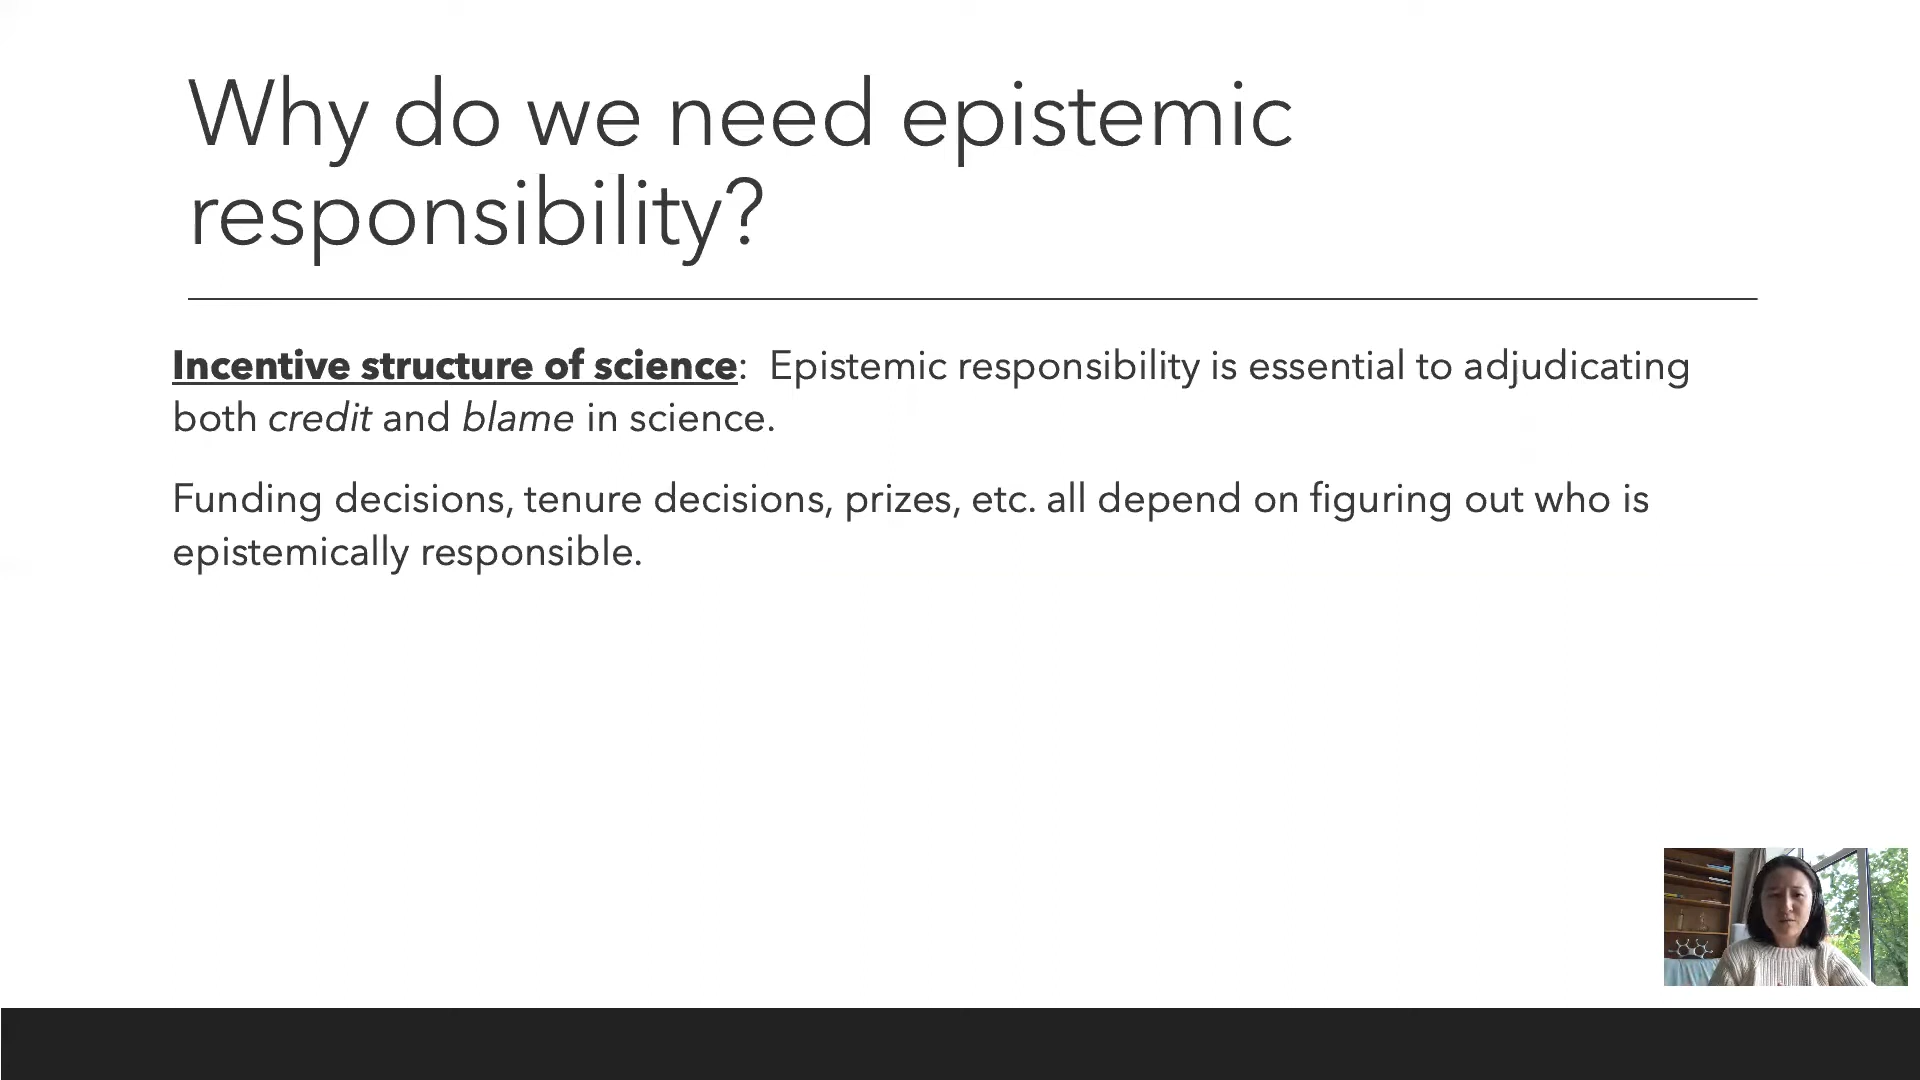 Why do we need epistemic
responsibility?
Incentive structure of science: Epistemic responsibility is essential to adjudicating
both credit and blame in science.
Funding decisions, tenure decisions, prizes, etc. all depend on figuring out who is
epistemically responsible.